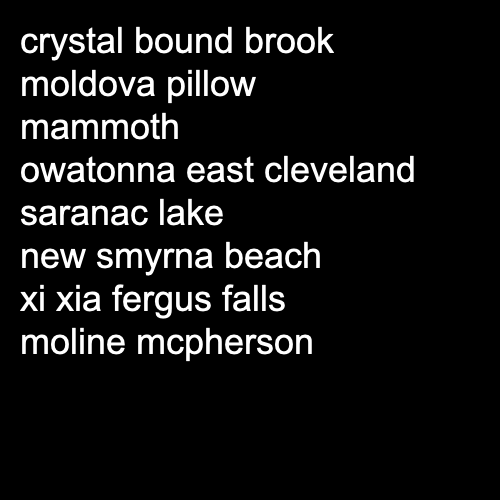 crystal bound brook
moldova pillow
mammoth
owatonna east cleveland
saranac lake
new smyrna beach
xi xia fergus falls
moline mcpherson